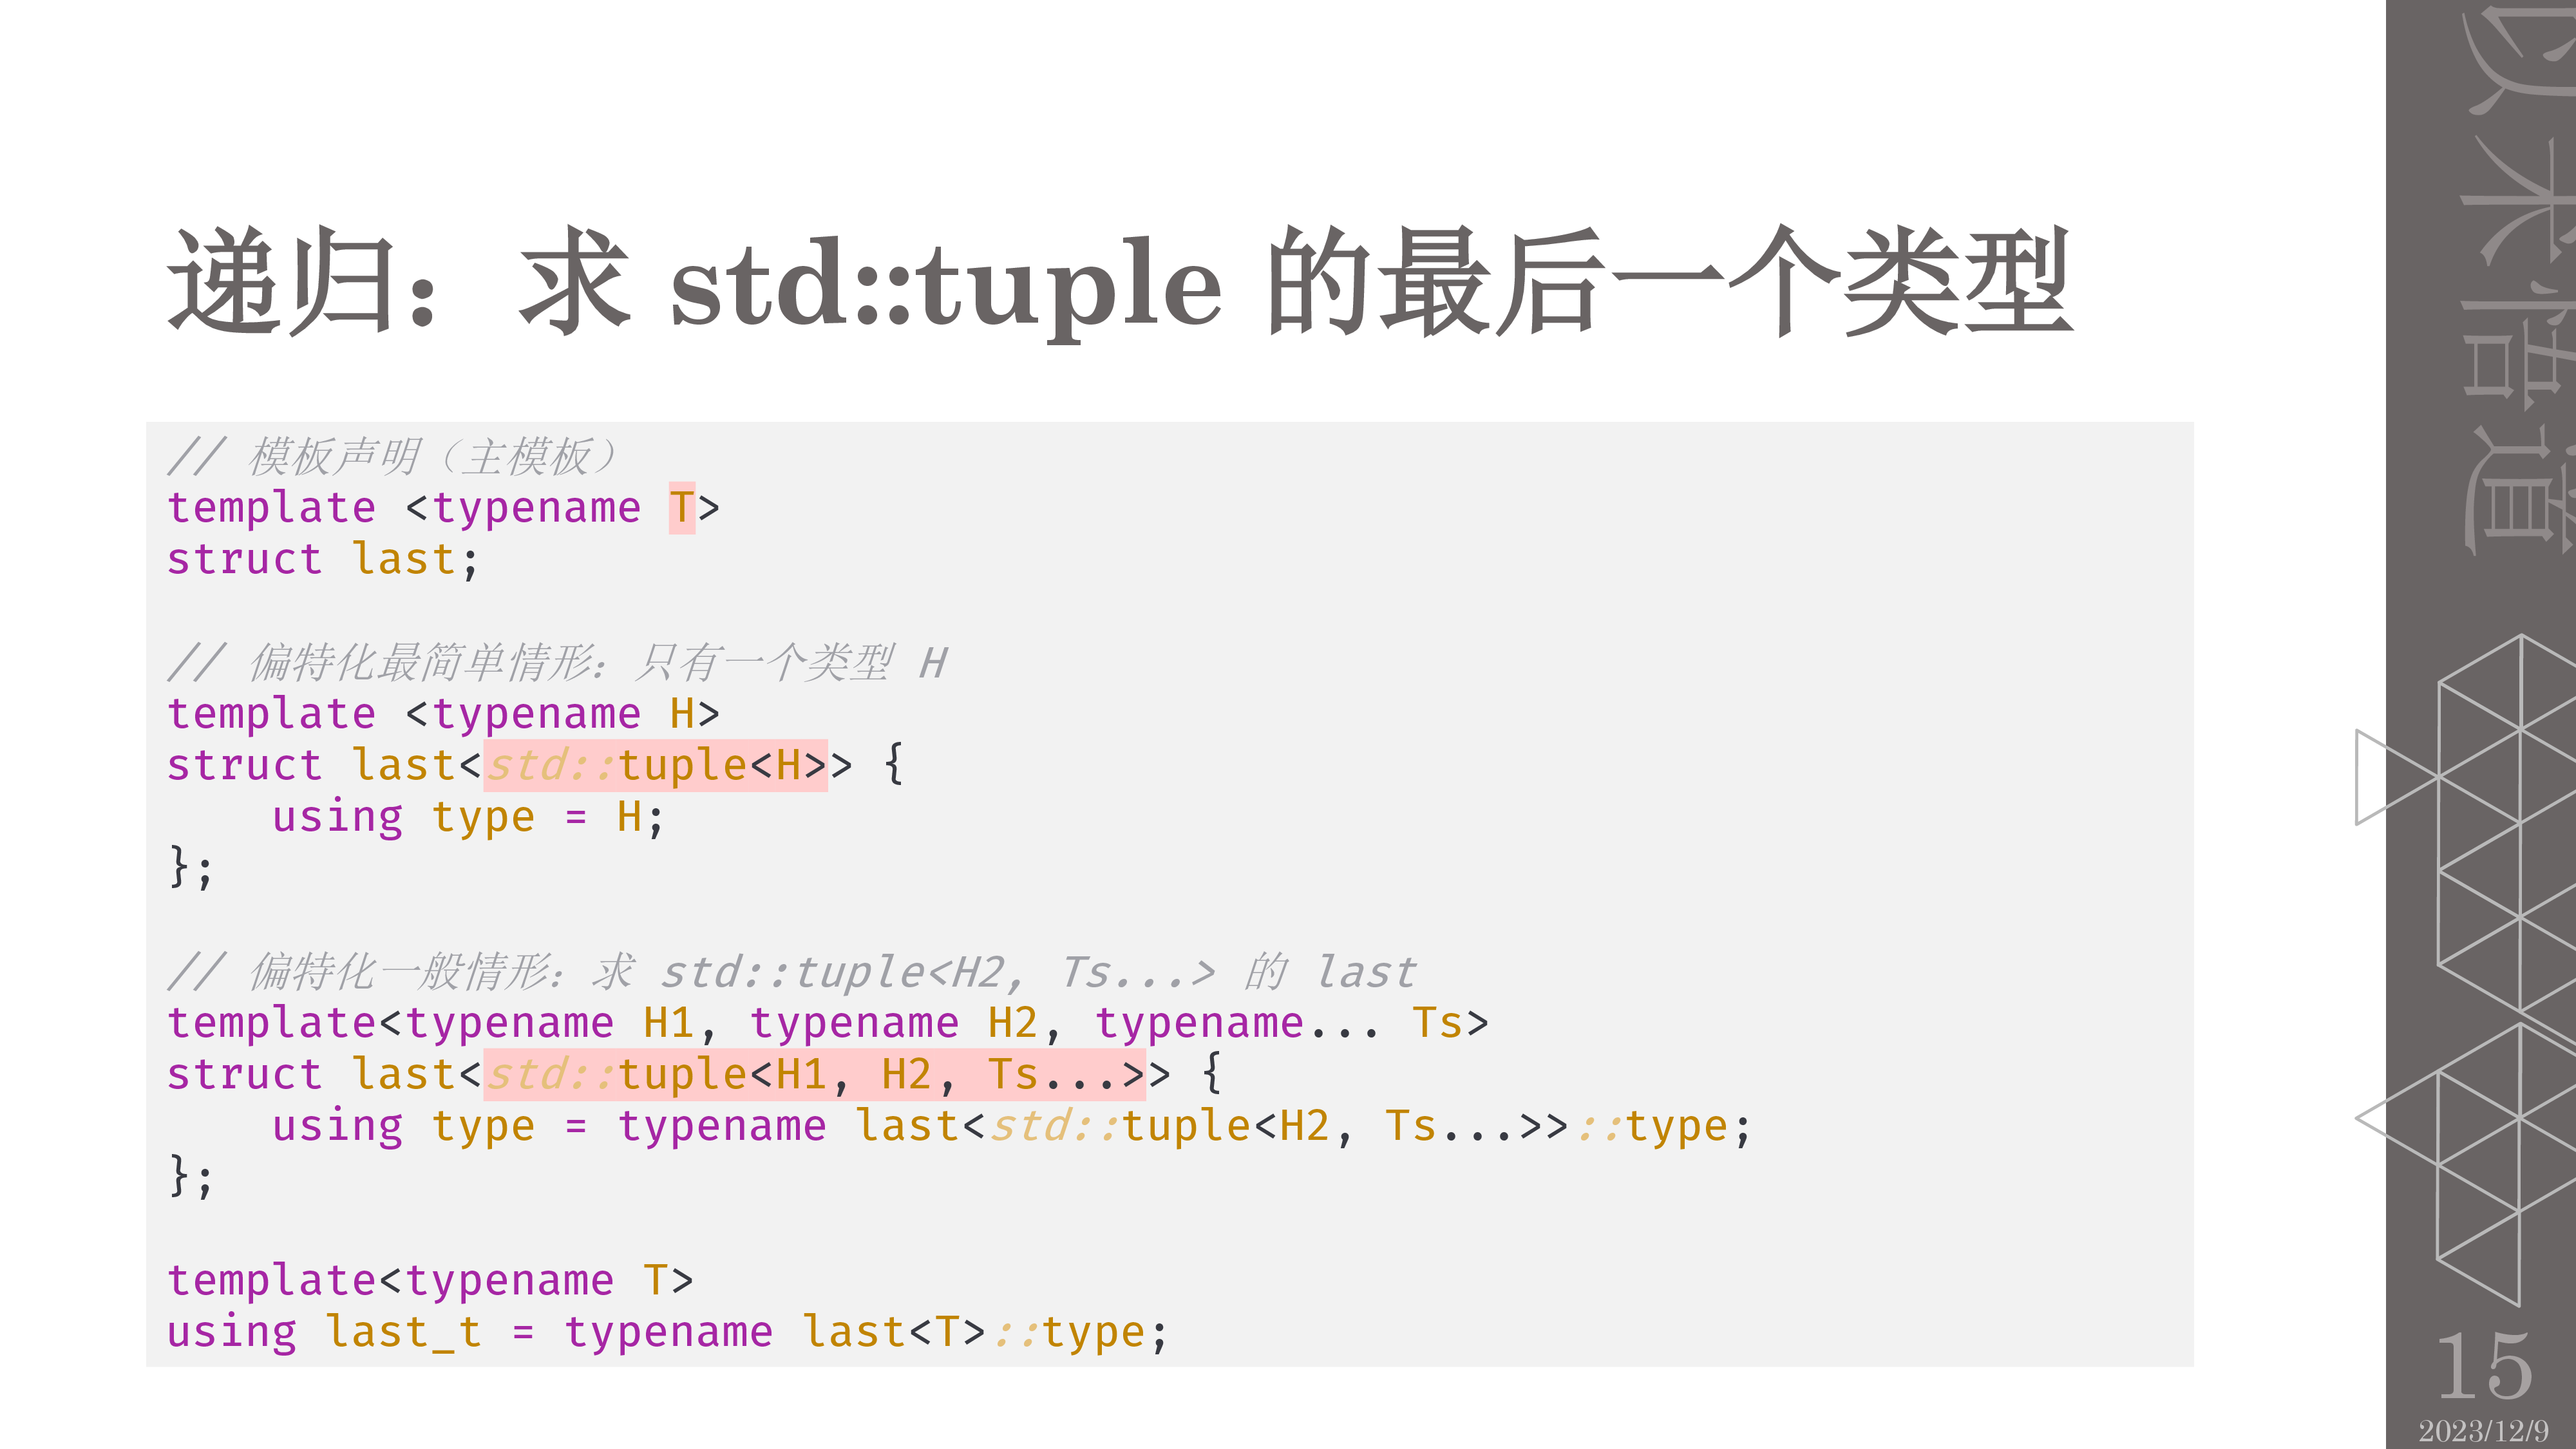 递归：求 std::tuple 的最后一个类型
// 模板声明（主模板）
template <typename T>
struct last;
// 偏特化最简单情形：只有一个类型 H
template <typename H>
struct last<std::tuple<H>> {
    using type = H;
};
// 偏特化一般情形：求 std::tuple<H2, Ts...> 的 last
template<typename H1, typename H2, typename... Ts>
struct last<std::tuple<H1, H2, Ts...>> {
    using type = typename last<std::tuple<H2, Ts...>>::type;
};
template<typename T>
using last_t = typename last<T>::type;
以术悟道
15
2023/12/9